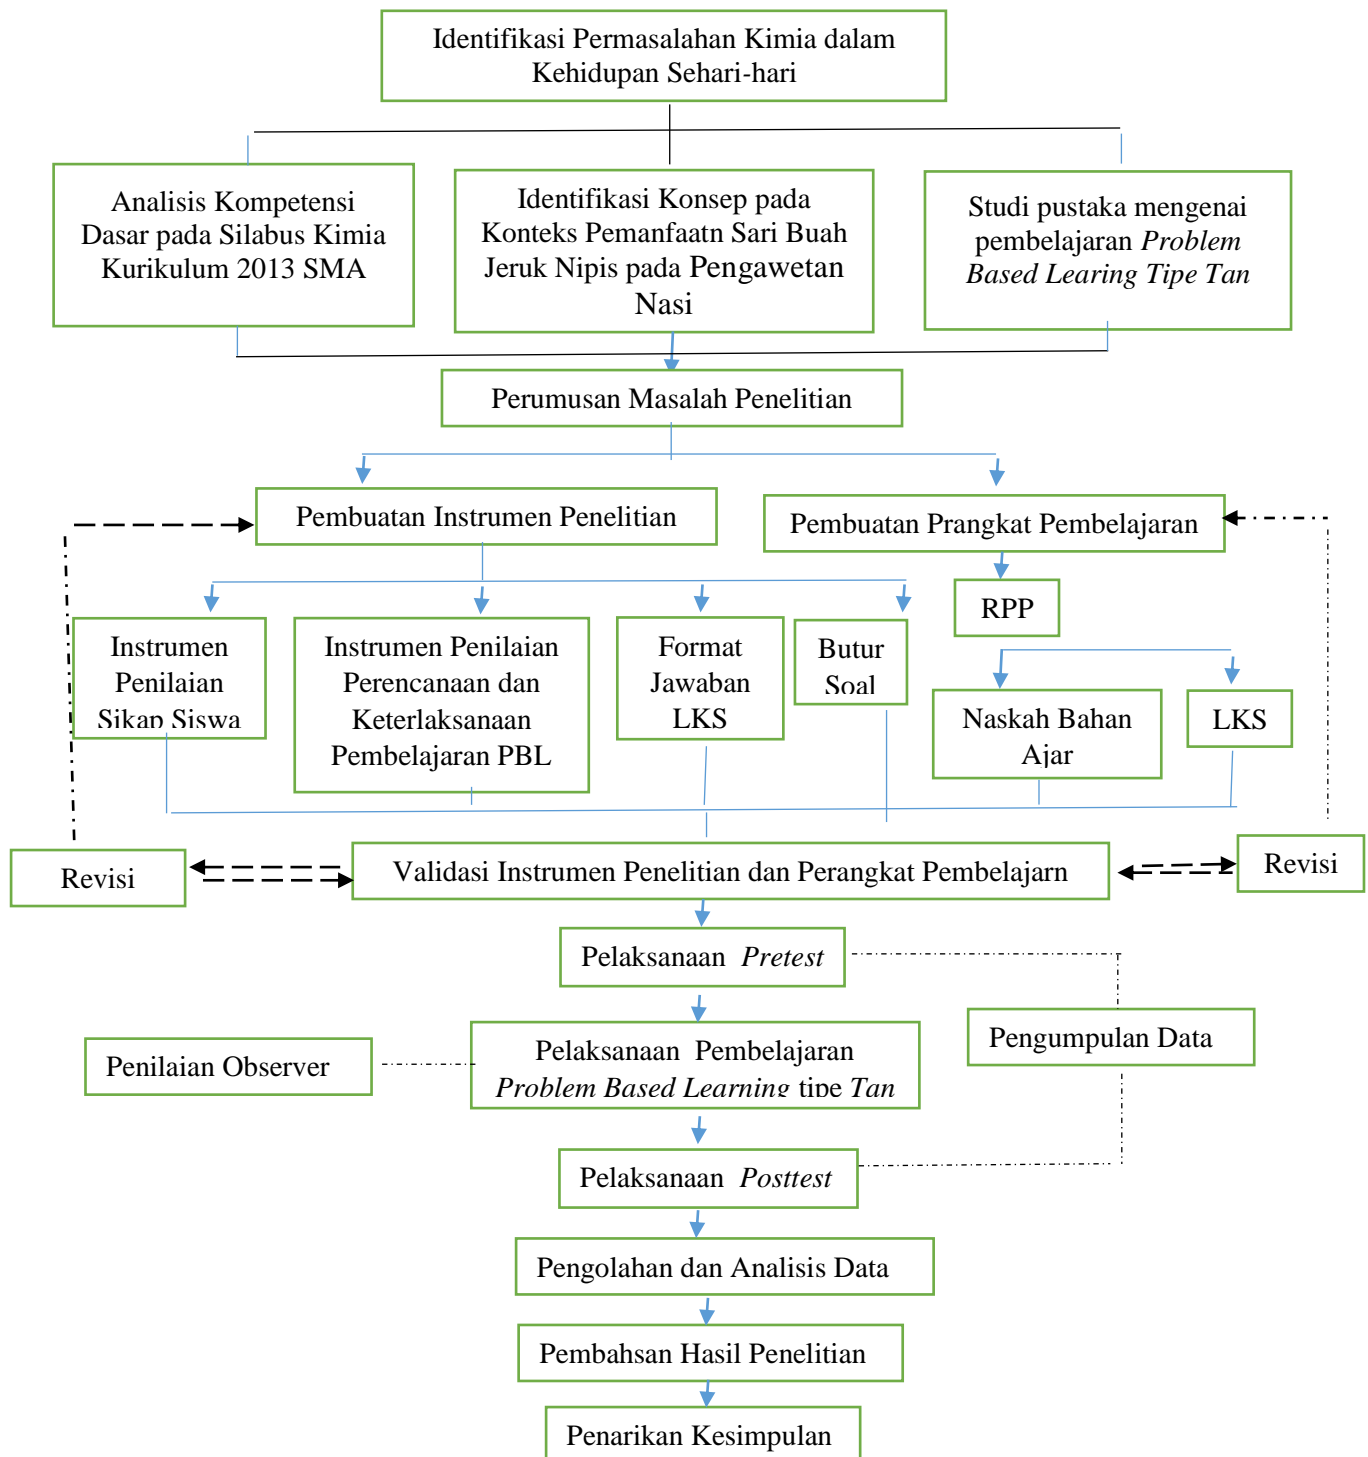 Identifikasi Permasalahan Kimia dalam
Kehidupan Sehari-hari
Analisis Kompetensi
Dasar pada Silabus Kimia
Kurikulum 2013 SMA
Identifikasi Konsep pada
Konteks Pemanfaatn Sari Buah
Jeruk Nipis pada Pengawetan
Nasi
Studi pustaka mengenai
pembelajaran Problem
Based Learing Tipe Tan
Perumusan Masalah Penelitian
Pembuatan Instrumen Penelitian
Pembuatan Prangkat Pembelajaran
RPP
Instrumen
Penilaian
Sikap Siswa
Instrumen Penilaian
Perencanaan dan
Keterlaksanaan
Pembelajaran PBL
Format
Jawaban
LKS
Butur
Soal
Naskah Bahan
Ajar
LKS
Revisi
Validasi Instrumen Penelitian dan Perangkat Pembelajarn
Revisi
Pelaksanaan Pretest
Penilaian Observer
Pelaksanaan Pembelajaran
Problem Based Learning tipe Tan
Pengumpulan Data
Pelaksanaan Posttest
Pengolahan dan Analisis Data
Pembahsan Hasil Penelitian
Penarikan Kesimpulan